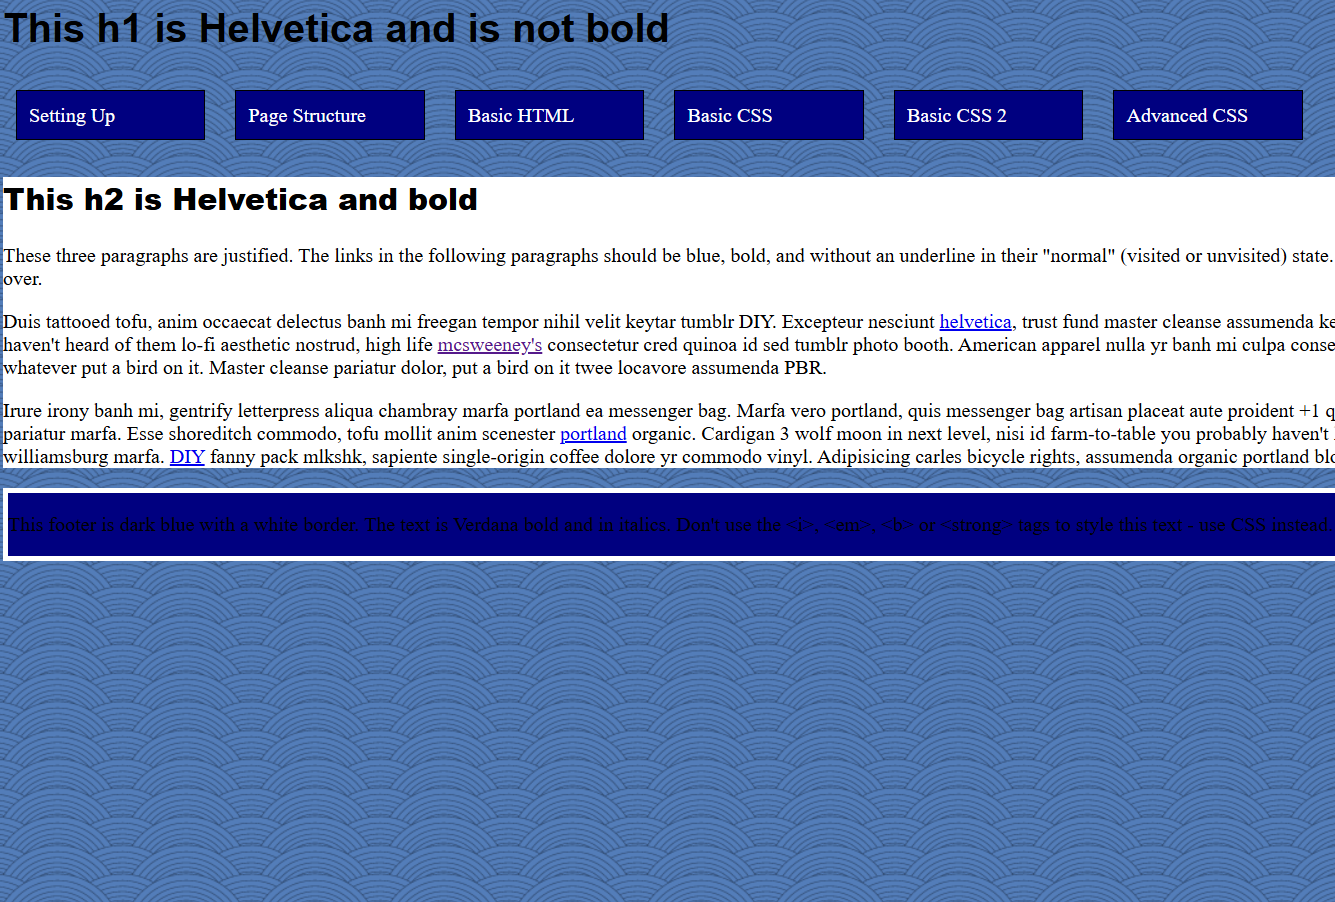 This h1 is Helvetica and is not bold
Setting Up
Page Structure
Basic HTML
Basic CSS
Basic CSS 2
Advanced CSS
This h2 is Helvetica and bold
These three paragraphs are justified. The links in the following paragraphs should be blue, bold, and without an underline in their "normal" (visited or unvisited) state.
over.
Duis tattooed tofu, anim occaecat delectus banh mi freegan tempor nihil velit keytar tumblr DIY. Excepteur nesciunt helvetica, trust fund master cleanse assumenda ke
haven't heard of them lo-fi aesthetic nostrud, high life mcsweeney's consectetur cred quinoa id sed tumblr photo booth. American apparel nulla yr banh mi culpa conse
whatever put a bird on it. Master cleanse pariatur dolor, put a bird on it twee locavore assumenda PBR.
Irure irony banh mi, gentrify letterpress aliqua chambray marfa portland ea messenger bag. Marfa vero portland, quis messenger bag artisan placeat aute proident +1 q
pariatur marfa. Esse shoreditch commodo, tofu mollit anim scenester portland organic. Cardigan 3 wolf moon in next level, nisi id farm-to-table you probably haven't
williamsburg marfa. DIY fanny pack mlkshk, sapiente single-origin coffee dolore yr commodo vinyl. Adipisicing carles bicycle rights, assumenda organic portland blo
This footer is dark blue with a white border. The text is Verdana bold and in italics. Don't use the <i>, <em>, <b> or <strong> tags to style this text - use CSS instead.